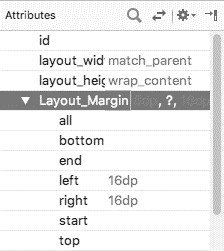 Attributes
id
layout_wid match_parent
layout_heig wrap_content
Layout_Margin , ?,
all
bottom
end
left 16dp
right 16dp
start
top